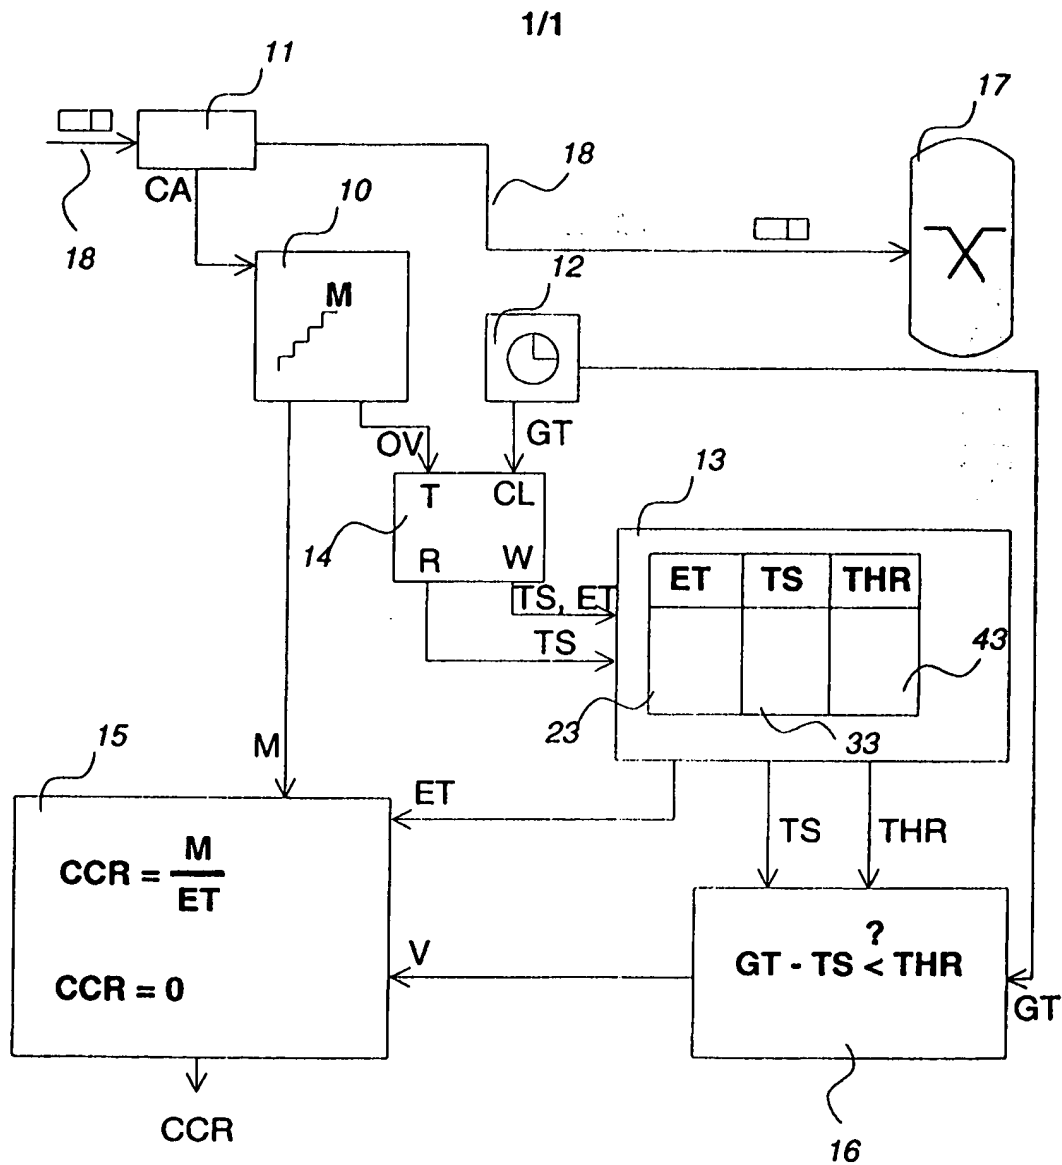 1/1
11
17
18
CA
10
18
18
M
12
OV
GT
T CL
14
R W
13
TS, ET
TS
ET TS THR
43
23
33
M
15
ET
TS
THR
CCR = M
ET
CCR = 0
V
?
GT - TS < THR
GT
CCR
16